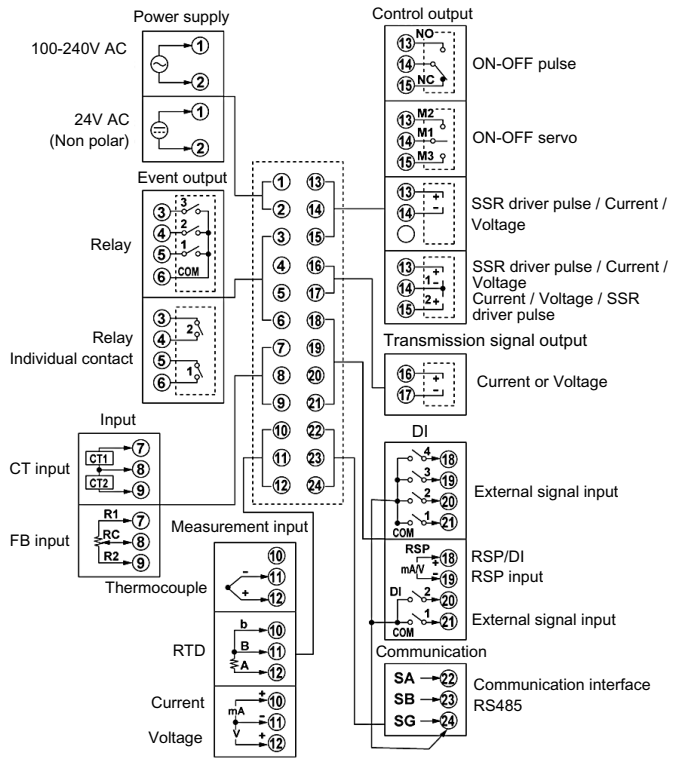 Power supply
100-240V AC
1
2
24V AC
(Non polar)
1
2
Event output
Relay
3 3
4 2
5 1
6 COM
Relay
Individual contact
3
4 2
5
6 1
Input
CT input
CT1 7
8
CT2 9
FB input
R1 7
RC 8
R2 9
Measurement input
Thermocouple
10
- 11
+ 12
RTD
b 10
B 11
A 12
Current
mA
+ 10
- 11
Voltage
V
+ 12
1 13
2 14
3 15
4 16
5 17
6 18
7 19
8 20
9 21
10 22
11 23
12 24
Control output
13 NO
14
15 NC
ON-OFF pulse
13 M2
14 M1
15 M3
ON-OFF servo
13 +
14 -
SSR driver pulse / Current /
Voltage
13 +
14 1 -
15 2 +
SSR driver pulse / Current /
Voltage
Current / Voltage / SSR
driver pulse
Transmission signal output
16 +
17 -
Current or Voltage
DI
4 18
3 19
2 20
1 21
COM
External signal input
RSP
mA/V
+ 18
- 19
RSP/DI
RSP input
DI 2 20
1 21
COM
External signal input
Communication
SA 22
SB 23
SG 24
Communication interface
RS485